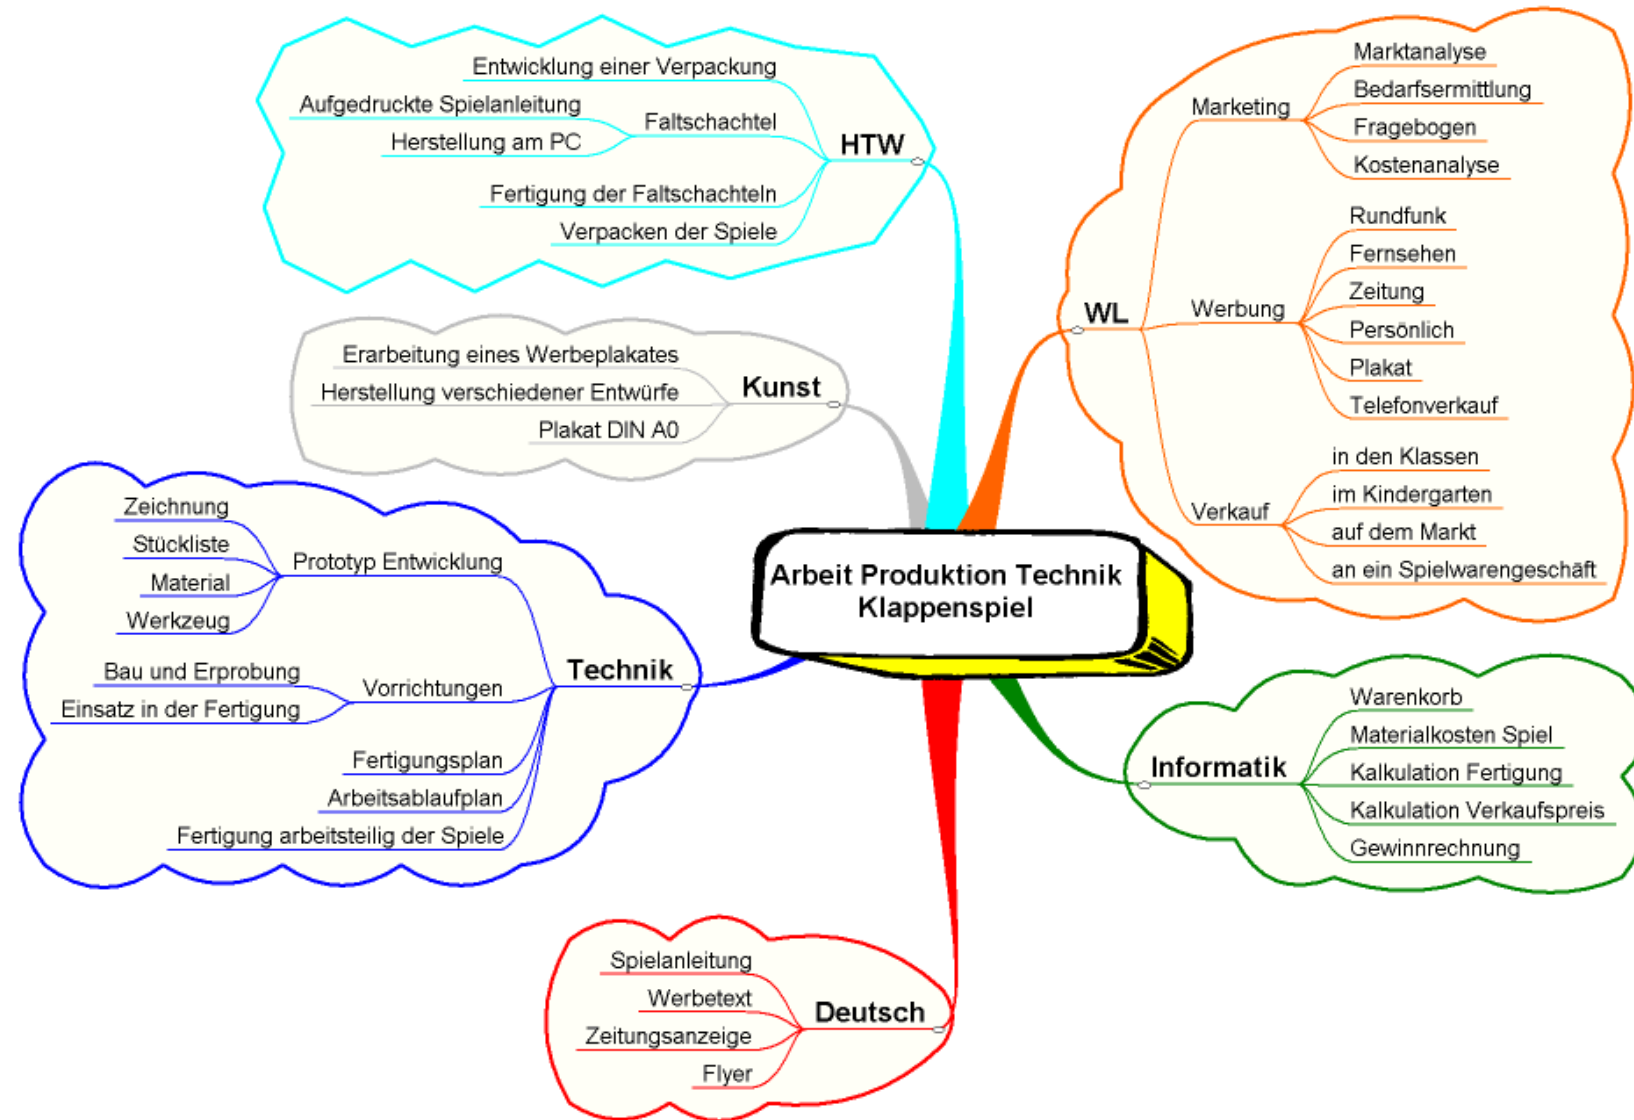 Arbeit Produktion Technik
Klappenspiel
HTW
Entwicklung einer Verpackung
Faltschachtel
Aufgedruckte Spielanleitung
Herstellung am PC
Fertigung der Faltschachteln
Verpacken der Spiele
Kunst
Erarbeitung eines Werbeplakates
Herstellung verschiedener Entwürfe
Plakat DIN A0
Technik
Prototyp Entwicklung
Zeichnung
Stückliste
Material
Werkzeug
Vorrichtungen
Bau und Erprobung
Einsatz in der Fertigung
Fertigungsplan
Arbeitsablaufplan
Fertigung arbeitsteilig der Spiele
Deutsch
Spielanleitung
Werbetext
Zeitungsanzeige
Flyer
WL
Marketing
Marktanalyse
Bedarfsermittlung
Fragebogen
Kostenanalyse
Werbung
Rundfunk
Fernsehen
Zeitung
Persönlich
Plakat
Telefonverkauf
Verkauf
in den Klassen
im Kindergarten
auf dem Markt
an ein Spielwarengeschäft
Informatik
Warenkorb
Materialkosten Spiel
Kalkulation Fertigung
Kalkulation Verkaufspreis
Gewinnrechnung